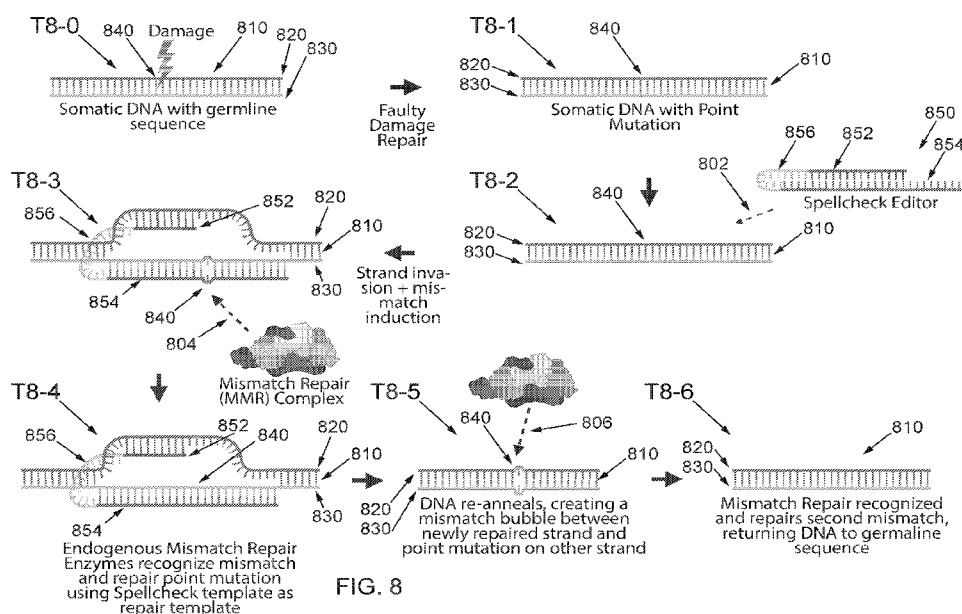 T8-0
840
Damage
810
820
830
Somatic DNA with germline
sequence
Faulty
Damage
Repair
T8-1
840
820
830
810
Somatic DNA with Point
Mutation
850
856
852
854
802
Spellcheck Editor
T8-2
840
820
830
810
T8-3
856
852
820
810
830
854
840
804
Strand inva-
sion + mis-
match
induction
Mismatch Repair
(MMR) Complex
T8-4
856
852
840
820
810
830
854
Endogenous Mismatch Repair
Enzymes recognize mismatch
and repair point mutation
using Spellcheck template as
repair template
T8-5
840
806
810
820
830
DNA re-anneals, creating a
mismatch bubble between
newly repaired strand and
point mutation on other strand
T8-6
810
820
830
Mismatch Repair recognized
and repairs second mismatch,
returning DNA to germaline
sequence
FIG. 8